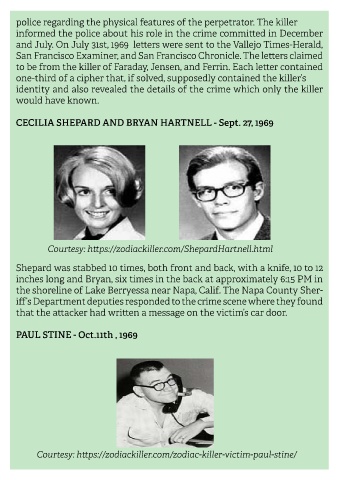 police regarding the physical features of the perpetrator. The killer
informed the police about his role in the crime committed in December
and July. On July 31st, 1969 letters were sent to the Vallejo Times-Herald,
San Francisco Examiner, and San Francisco Chronicle. The letters claimed
to be from the killer of Faraday, Jensen, and Ferrin. Each letter contained
one-third of a cipher that, if solved, supposedly contained the killer's
identity and also revealed the details of the crime which only the killer
would have known.
CECILIA SHEPARD AND BRYAN HARTNELL - Sept. 27, 1969
Courtesy: https://zodiackiller.com/ShepardHartnell.html
Shepard was stabbed 10 times, both front and back, with a knife, 10 to 12
inches long and Bryan, six times in the back at approximately 6:15 PM in
the shoreline of Lake Berryessa near Napa, Calif. The Napa County Sher-
iff's Department deputies responded to the crime scene where they found
that the attacker had written a message on the victim's car door.
PAUL STINE - Oct.11th , 1969
Courtesy: https://zodiackiller.com/zodiac-killer-victim-paul-stine/